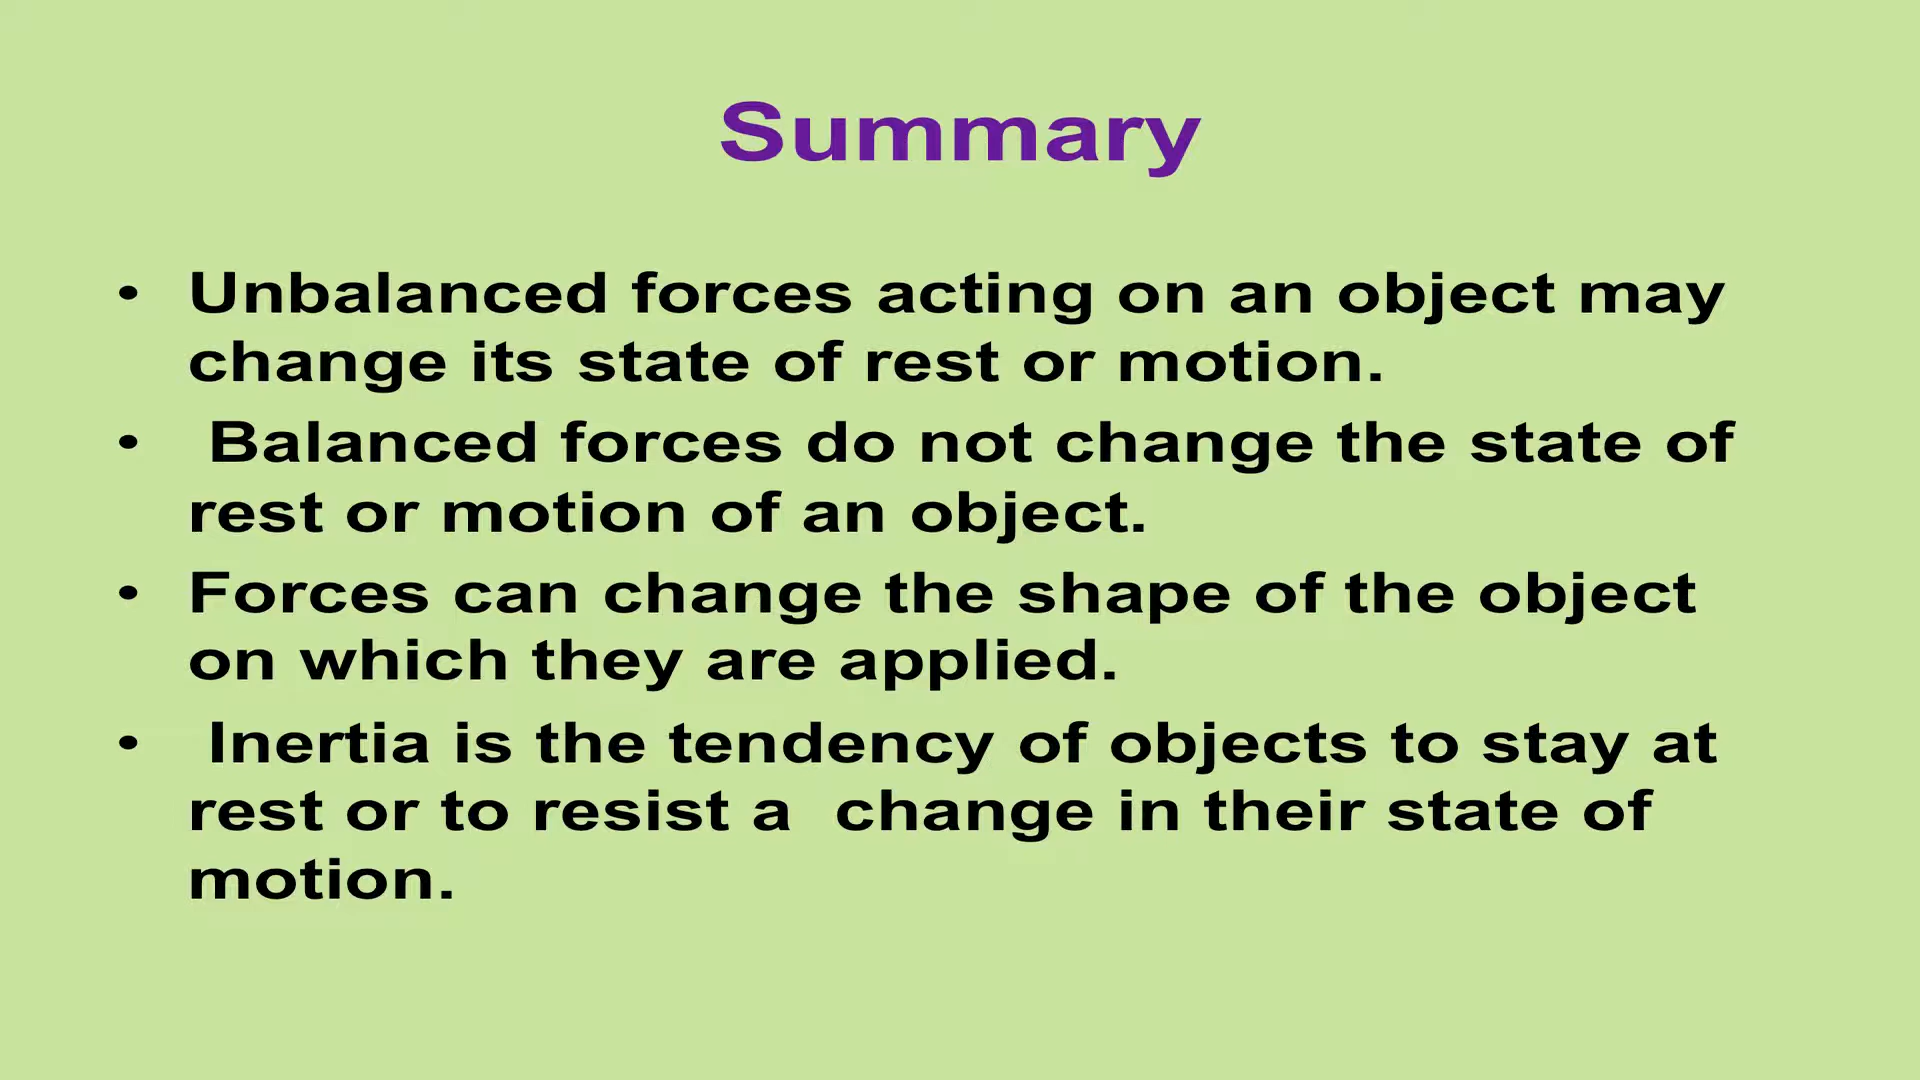 Summary
• Unbalanced forces acting on an object may
change its state of rest or motion.
• Balanced forces do not change the state of
rest or motion of an object.
• Forces can change the shape of the object
on which they are applied.
• Inertia is the tendency of objects to stay at
rest or to resist a  change in their state of
motion.